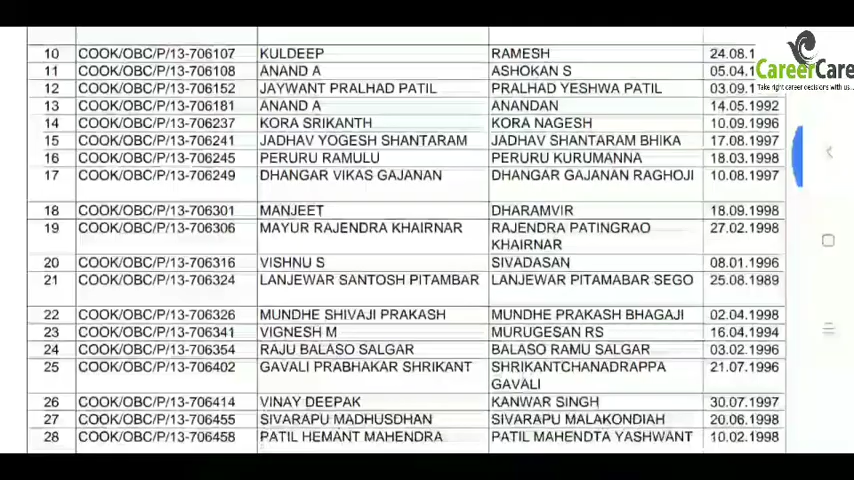 10 COOK/OBC/P/13-706107 KULDEEP RAMESH 24.08.1
11 COOK/OBC/P/13-706108 ANAND A ASHOKAN S 05.04.1
12 COOK/OBC/P/13-706152 JAYWANT PRALHAD PATIL PRALHAD YESHWA PATIL 03.09.1
13 COOK/OBC/P/13-706181 ANAND A ANANDAN 14.05.1992
14 COOK/OBC/P/13-706237 KORA SRIKANTH KORA NAGESH 10.09.1996
15 COOK/OBC/P/13-706241 JADHAV YOGESH SHANTARAM JADHAV SHANTARAM BHIKA 17.08.1997
16 COOK/OBC/P/13-706245 PERURU RAMULU PERURU KURUMANNA 18.03.1998
17 COOK/OBC/P/13-706249 DHANGAR VIKAS GAJANAN DHANGAR GAJANAN RAGHOJI 10.08.1997
18 COOK/OBC/P/13-706301 MANJEET DHARAMVIR 18.09.1998
19 COOK/OBC/P/13-706306 MAYUR RAJENDRA KHAIRNAR RAJENDRA PATINGRAO 27.02.1998
KHAIRNAR
20 COOK/OBC/P/13-706316 VISHNU S SIVADASAN 08.01.1996
21 COOK/OBC/P/13-706324 LANJEWAR SANTOSH PITAMBAR LANJEWAR PITAMABAR SEGO 25.08.1989
22 COOK/OBC/P/13-706326 MUNDHE SHIVAJI PRAKASH MUNDHE PRAKASH BHAGAJI 02.04.1998
23 COOK/OBC/P/13-706341 VIGNESH M MURUGESAN RS 16.04.1994
24 COOK/OBC/P/13-706354 RAJU BALASO SALGAR BALASO RAMU SALGAR 03.02.1996
25 COOK/OBC/P/13-706402 GAVALI PRABHAKAR SHRIKANT SHRIKANTCHANADRAPPA 21.07.1996
GAVALI
26 COOK/OBC/P/13-706414 VINAY DEEPAK KANWAR SINGH 30.07.1997
27 COOK/OBC/P/13-706455 SIVARAPU MADHUSDHAN SIVARAPU MALAKONDIAH 20.06.1998
28 COOK/OBC/P/13-706458 PATIL HEMANT MAHENDRA PATIL MAHENDTA YASHWANT 10.02.1998
CareerCare
Take right career decisions with us...